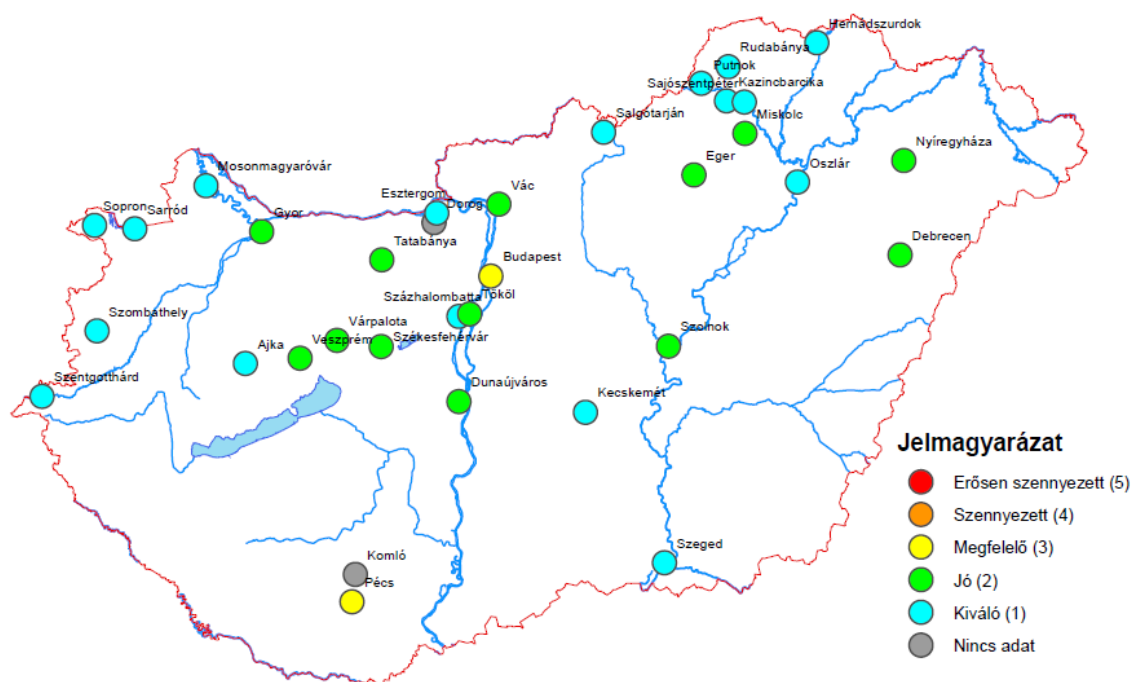 Hernádszurdok
Rudabánya
Putnok
Sajószentpéter
Kazincbarcika
Salgótarján
Miskolc
Nyíregyháza
Eger
Oszlár
Mosonmagyaróvár
Esztergom
Vác
Dorog
Sopron
Sarród
Gyor
Tatabánya
Debrecen
Budapest
Százhalombatta
Tököl
Szombathely
Várpalota
Székesfehérvár
Szolnok
Ajka
Veszprém
Szentgotthárd
Dunaújváros
Kecskemét
Jelmagyarázat
Erősen szennyezett (5)
Szennyezett (4)
Megfelelő (3)
Jó (2)
Kiváló (1)
Nincs adat
Szeged
Komló
Pécs